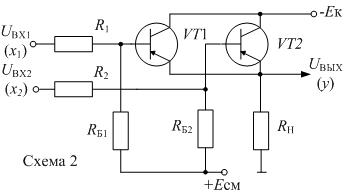 -Eк
UВХ1
(x1)
R1
VT1
VT2
UВХ2
(x2)
R2
UВЫХ
(y)
RБ1
RБ2
RН
Схема 2
+Eсм